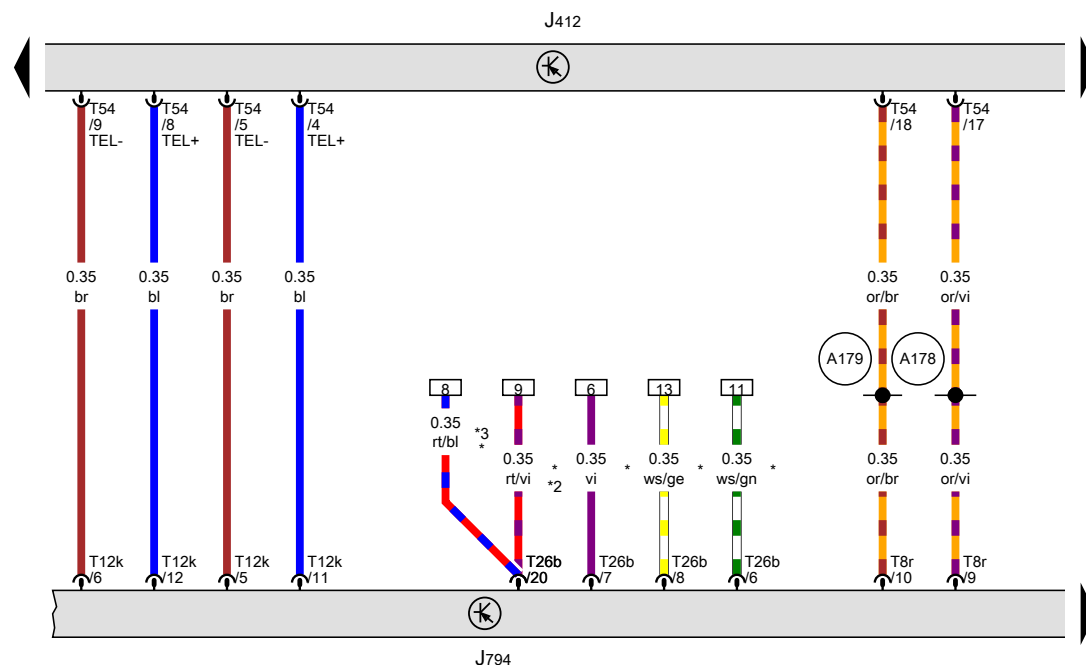 J412
T54 T54 T54 T54 T54 T54
/9 /8 /5 /4 /18 /17
TEL- TEL+ TEL- TEL+
0.35 0.35 0.35 0.35 0.35 0.35
br bl br bl or/br or/vi
A179 A178
8 9 6 13 11
0.35 *3
rt/bl *
0.35 * 0.35 * 0.35 * 0.35 * 0.35 0.35
rt/vi *2 vi ws/ge ws/gn or/br or/vi
T12k T12k T12k T12k T26b T26b T26b T26b T8r T8r
/6 /12 /5 /11 /20 /7 /8 /6 /10 /9
J794